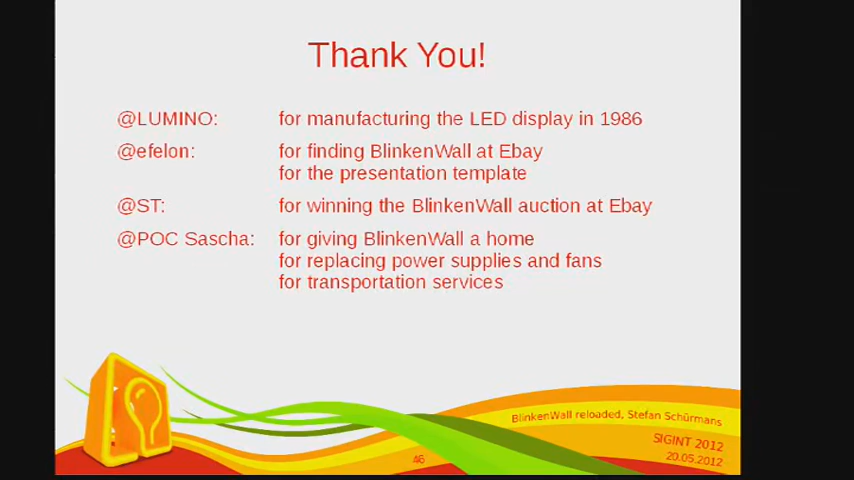 Thank You!
@LUMINO: for manufacturing the LED display in 1986
@efelon: for finding BlinkenWall at Ebay
for the presentation template
@ST: for winning the BlinkenWall auction at Ebay
@POC Sascha: for giving BlinkenWall a home
for replacing power supplies and fans
for transportation services
BlinkenWall reloaded, Stefan Schürmans
SIGINT 2012
46
20.05.2012